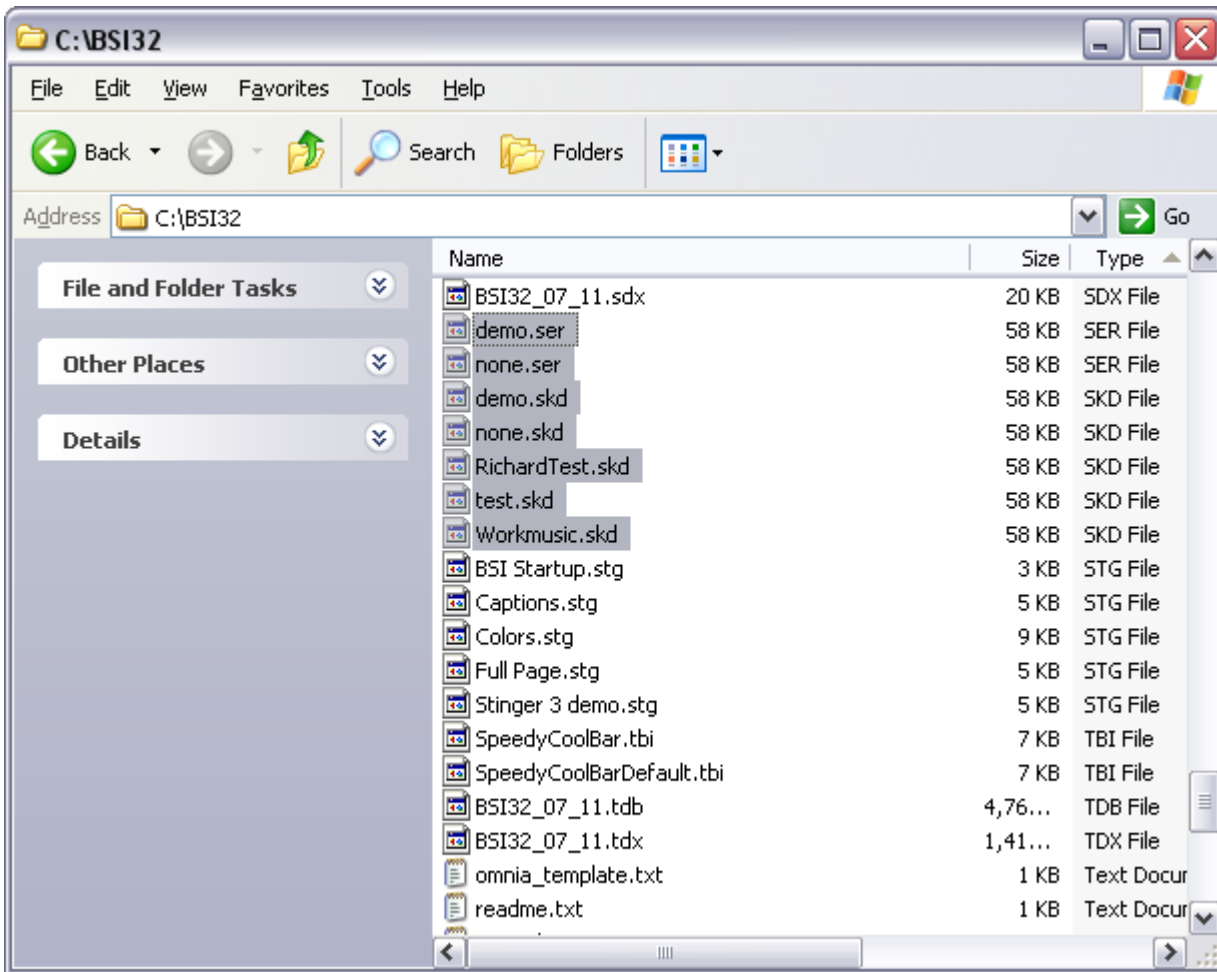 C:\BSI32
File Edit View Favorites Tools Help
Back Search Folders
Address C:\BSI32 Go
File and Folder Tasks
Other Places
Details
Name Size Type
BSI32_07_11.sdx 20 KB SDX File
demo.ser 58 KB SER File
none.ser 58 KB SER File
demo.skd 58 KB SKD File
none.skd 58 KB SKD File
RichardTest.skd 58 KB SKD File
test.skd 58 KB SKD File
Workmusic.skd 58 KB SKD File
BSI Startup.stg 3 KB STG File
Captions.stg 5 KB STG File
Colors.stg 9 KB STG File
Full Page.stg 5 KB STG File
Stinger 3 demo.stg 5 KB STG File
SpeedyCoolBar.tbi 7 KB TBI File
SpeedyCoolBarDefault.tbi 7 KB TBI File
BSI32_07_11.tdb 4,76... TDB File
BSI32_07_11.tdx 1,41... TDX File
omnia_template.txt 1 KB Text Docur
readme.txt 1 KB Text Docur